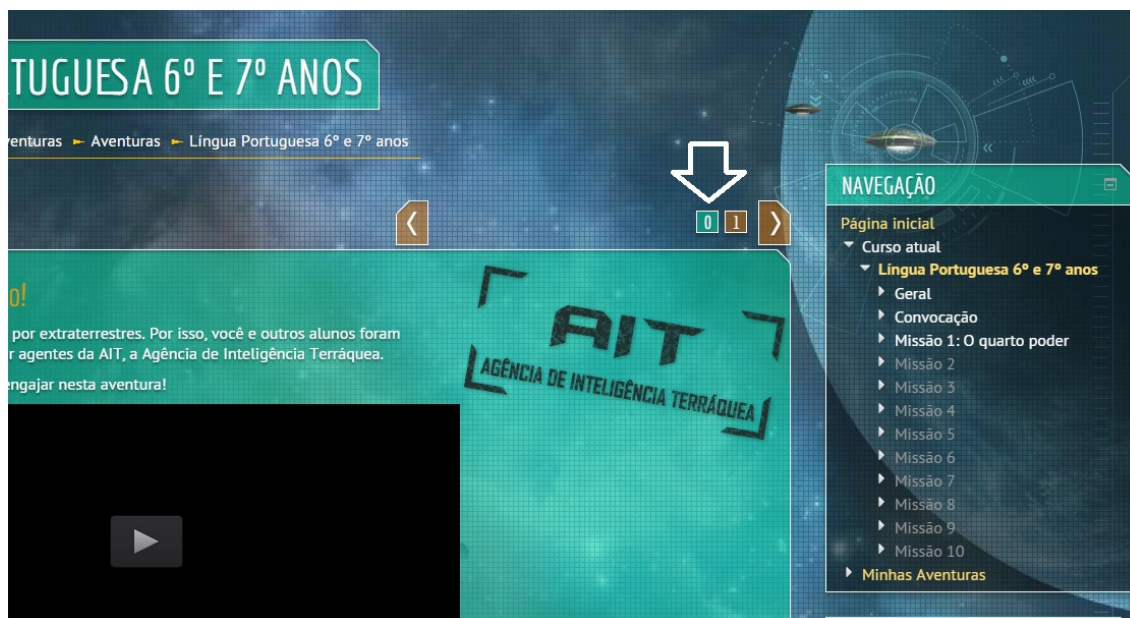 TUGUESA 6º E 7º ANOS
venturas ► Aventuras ► Língua Portuguesa 6º e 7º anos
0 1
o!
por extraterrestres. Por isso, você e outros alunos foram
r agentes da AIT, a Agência de Inteligência Terráquea.
engajar nesta aventura!
AIT
AGÊNCIA DE INTELIGÊNCIA TERRÁQUEA
NAVEGAÇÃO
Página inicial
Curso atual
Língua Portuguesa 6º e 7º anos
Geral
Convocação
Missão 1: O quarto poder
Missão 2
Missão 3
Missão 4
Missão 5
Missão 6
Missão 7
Missão 8
Missão 9
Missão 10
Minhas Aventuras